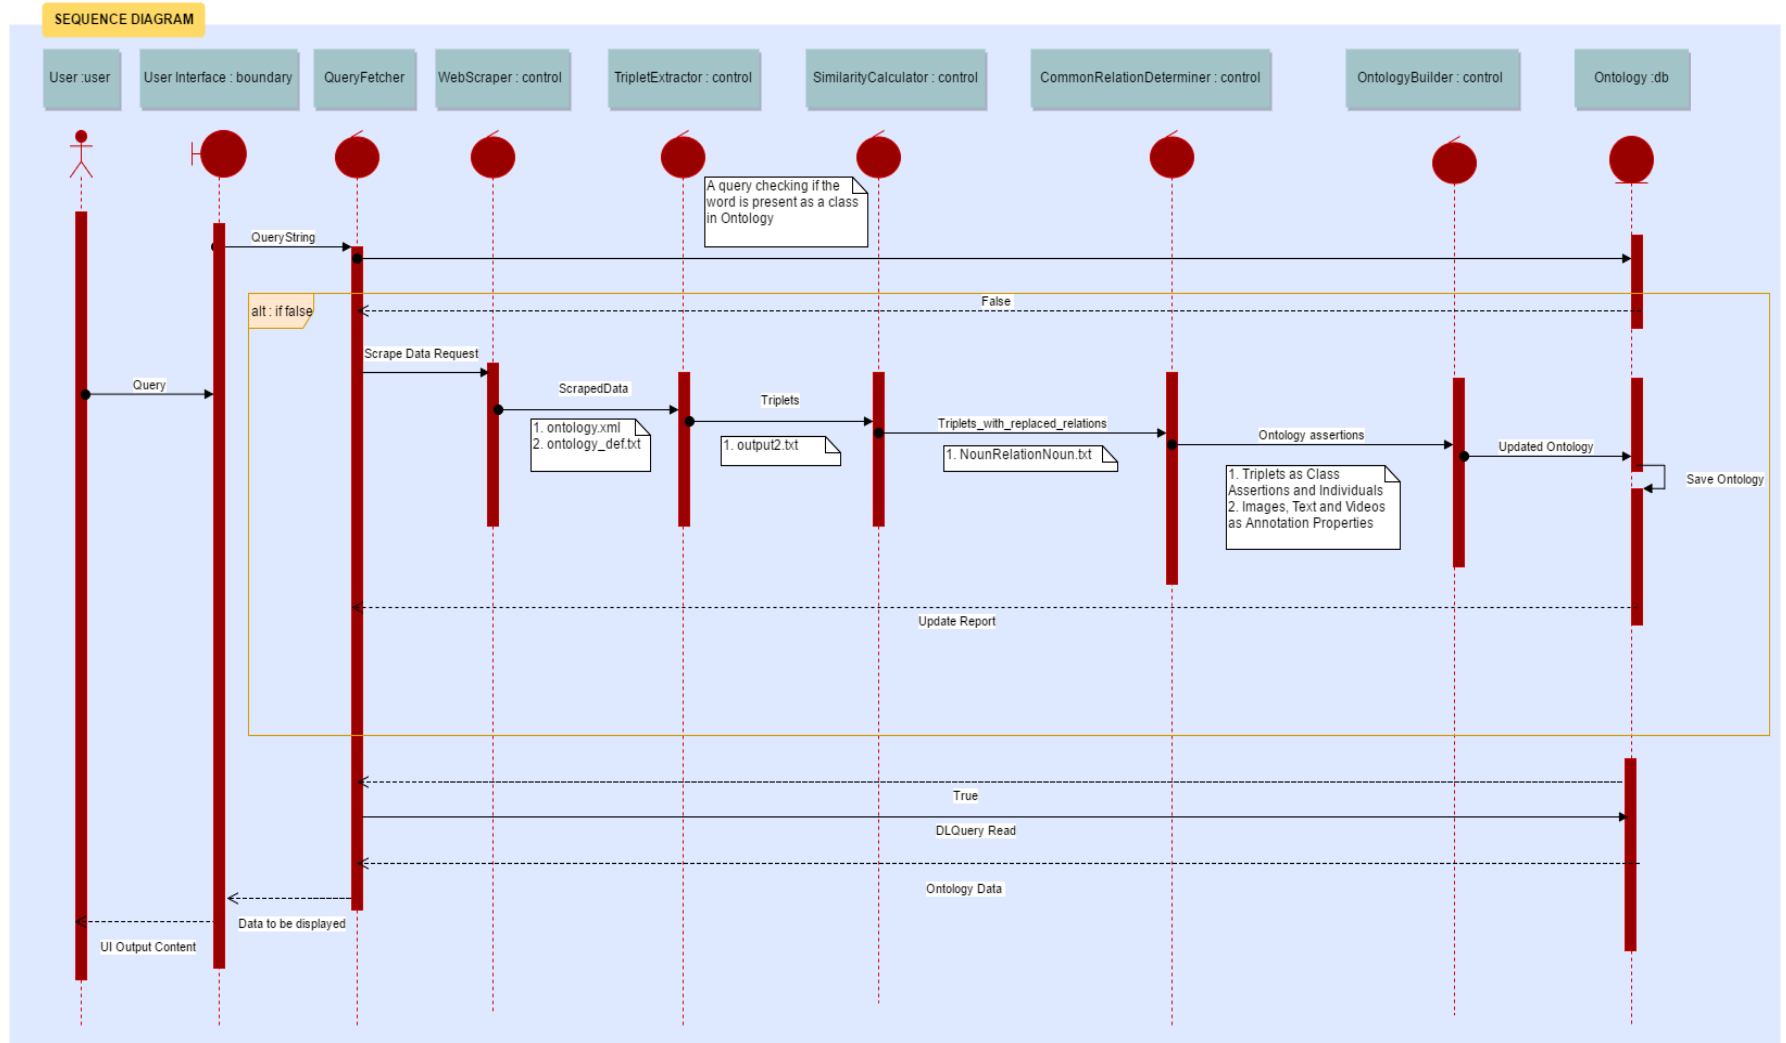 SEQUENCE DIAGRAM
User :user
User Interface : boundary
QueryFetcher
WebScraper : control
TripletExtractor : control
SimilarityCalculator : control
CommonRelationDeterminer : control
OntologyBuilder : control
Ontology :db
A query checking if the
word is present as a class
in Ontology
QueryString
alt : if false
False
Scrape Data Request
Query
ScrapedData
1. ontology.xml
2. ontology_def.txt
Triplets
1. output2.txt
Triplets_with_replaced_relations
1. NounRelationNoun.txt
Ontology assertions
1. Triplets as Class
Assertions and Individuals
2. Images, Text and Videos
as Annotation Properties
Updated Ontology
Save Ontology
Update Report
True
DLQuery Read
Ontology Data
Data to be displayed
UI Output Content